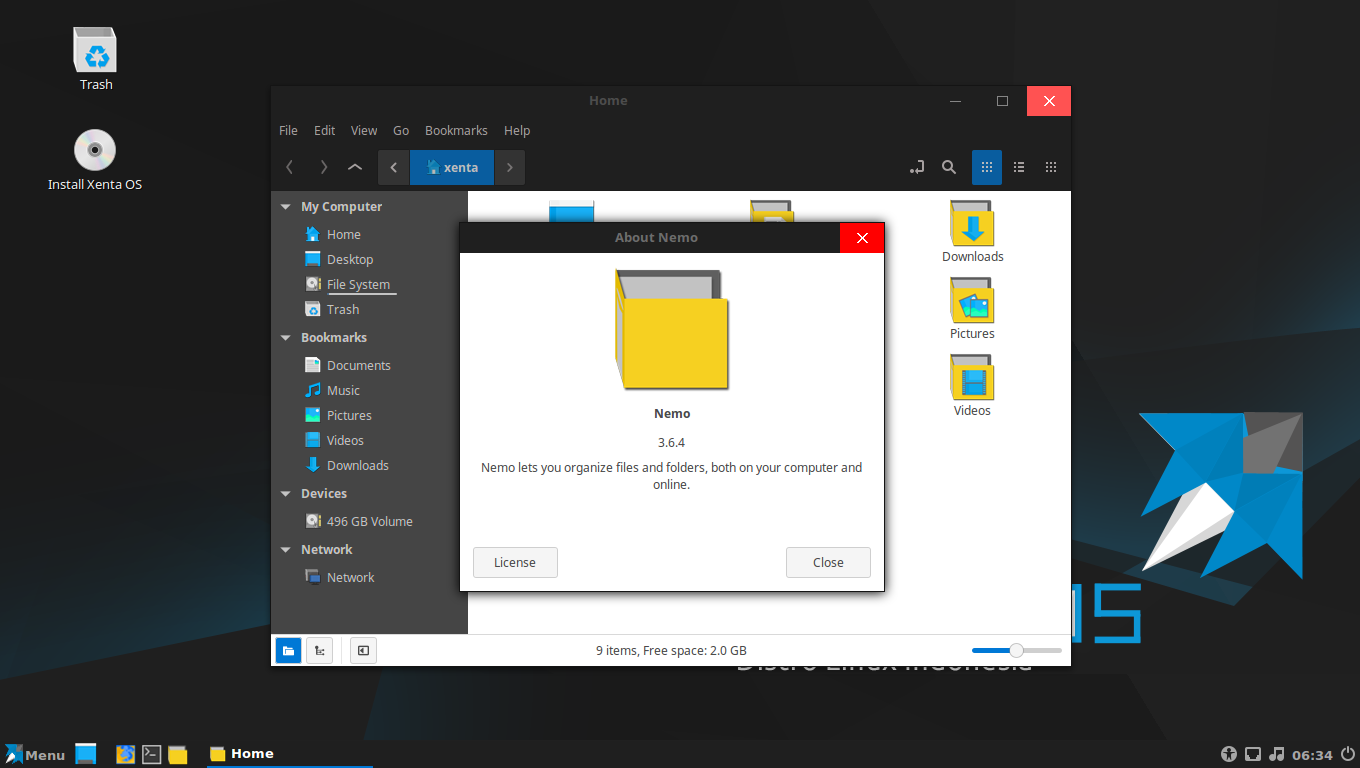 Trash
Install Xenta OS
Home
File Edit View Go Bookmarks Help
xenta
My Computer
Home
Desktop
File System
Trash
Bookmarks
Documents
Music
Pictures
Videos
Downloads
Devices
496 GB Volume
Network
Network
Downloads
Pictures
Videos
About Nemo
Nemo
3.6.4
Nemo lets you organize files and folders, both on your computer and
online.
License
Close
9 items, Free space: 2.0 GB
OS
Distro Linux Indonesia
Menu
Home
06:34